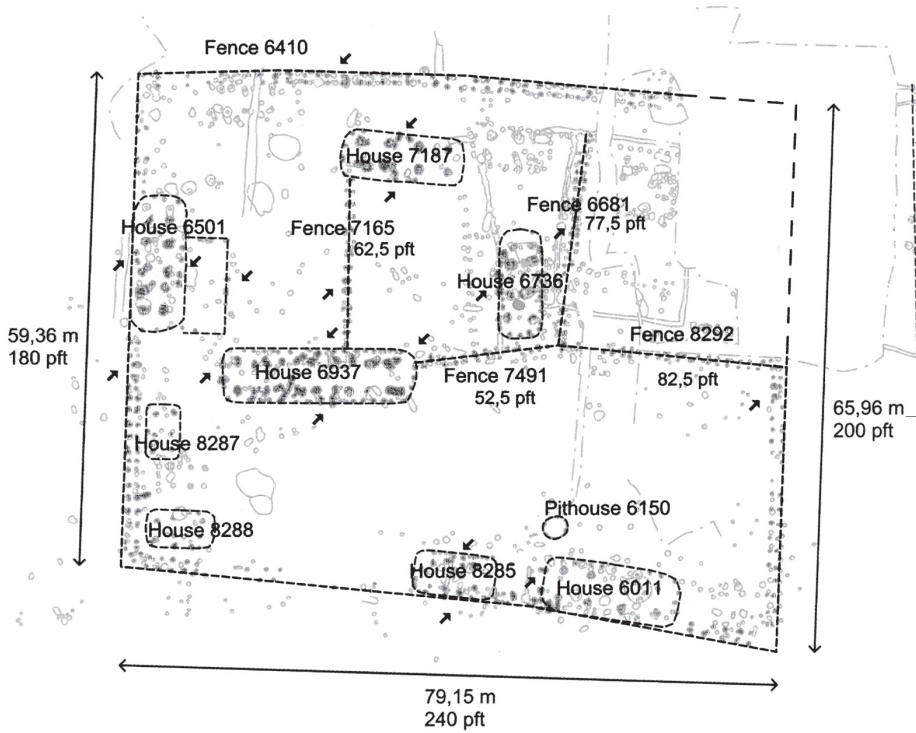 Fence 6410
House 7187
House 6501
Fence 7165
62,5 pft
Fence 6681
77,5 pft
House 6736
59,36 m
180 pft
Fence 8292
82,5 pft
House 6937
Fence 7491
52,5 pft
65,96 m
200 pft
House 8287
House 8288
Pithouse 6150
House 8285
House 6011
79,15 m
240 pft